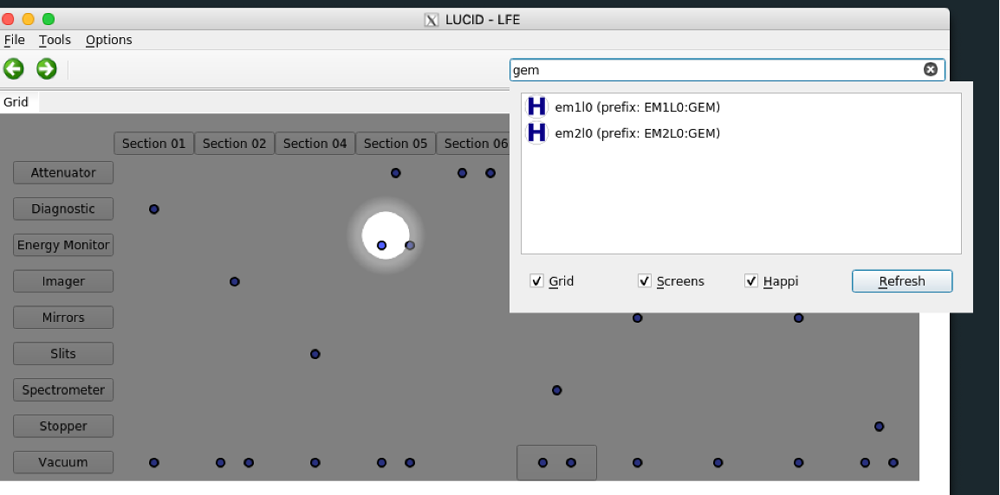 LUCID - LFE
File Tools Options
gem
Grid
em1l0 (prefix: EM1L0:GEM)
em2l0 (prefix: EM2L0:GEM)
Grid Screens Happi Refresh
Section 01 Section 02 Section 04 Section 05 Section 06
Attenuator
Diagnostic
Energy Monitor
Imager
Mirrors
Slits
Spectrometer
Stopper
Vacuum